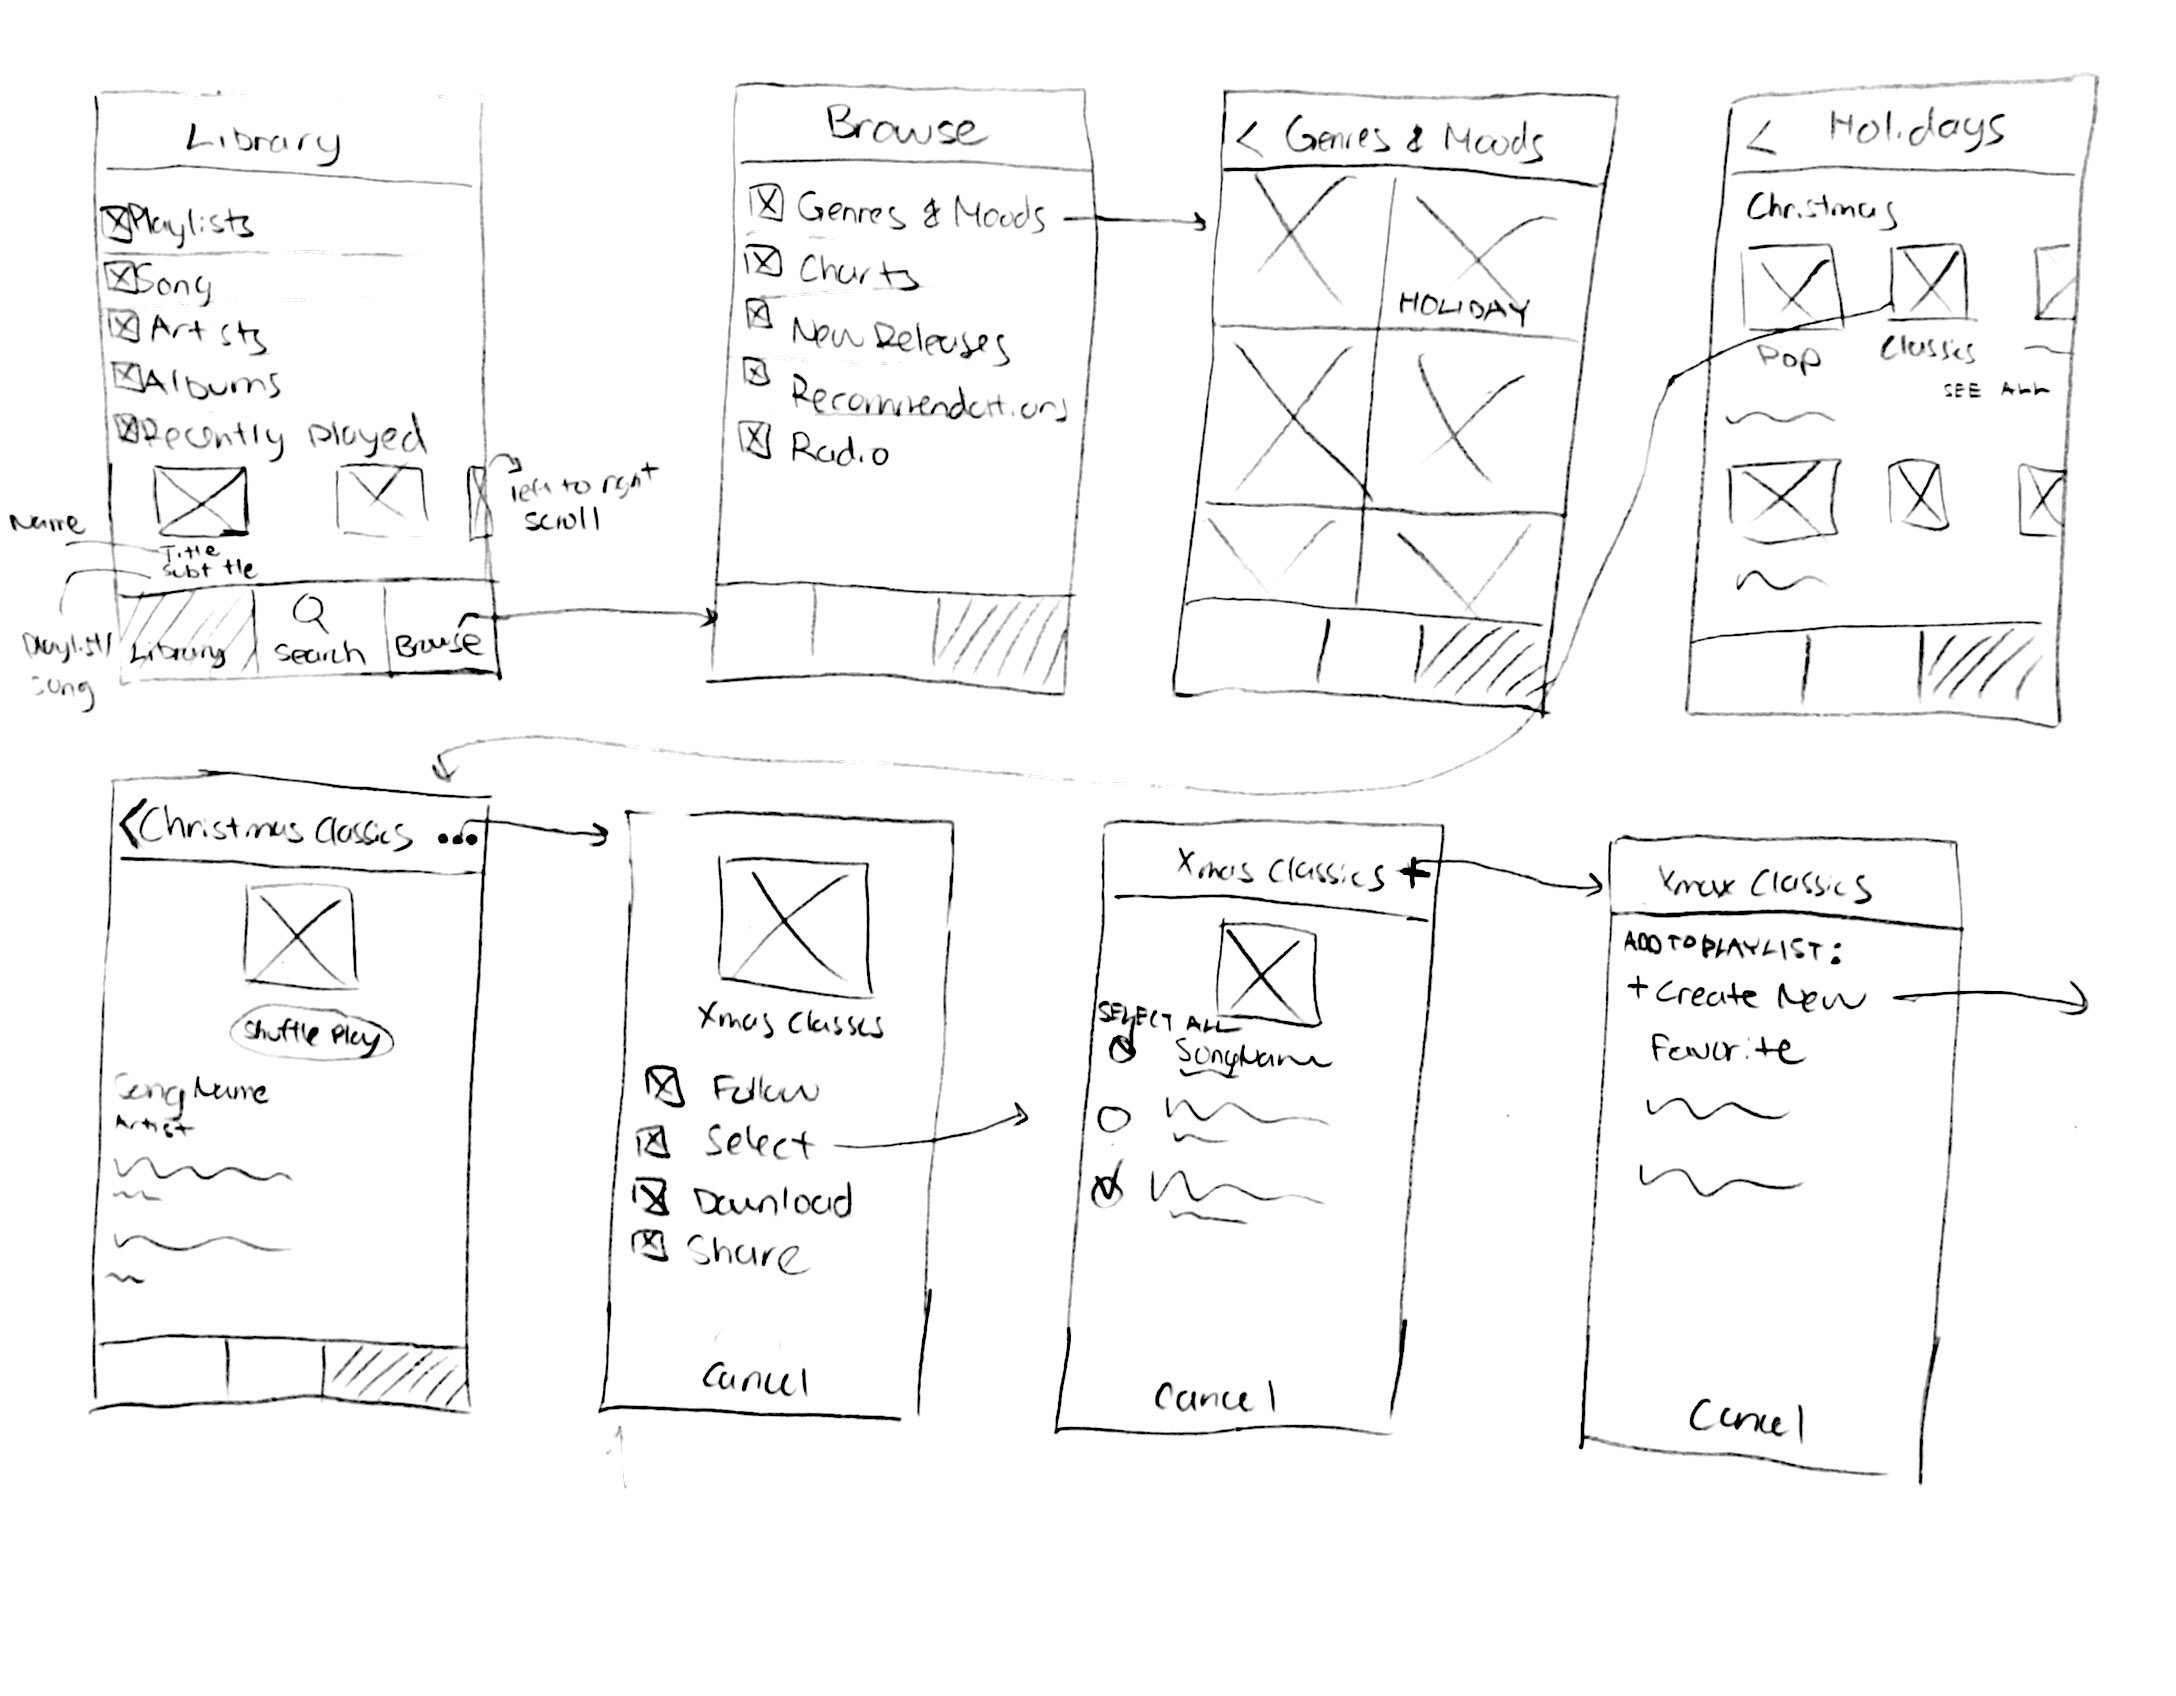 Library
Playlists
Song
Artists
Albums
Recently played
left to right
scroll
Name
Title
Subtitle
Playlist/
Song
Library
Search
Browse
Browse
Genres & Moods
Charts
New Releases
Recommendations
Radio
< Genres & Moods
HOLIDAY
< Holidays
Christmas
Pop
Classics
SEE ALL
< Christmas Classics ...
Shuffle Play
Song Name
Artist
Xmas Classics
Follow
Select
Download
Share
Cancel
Xmas Classics +
SELECT ALL
Song Name
Cancel
Xmax Classics
ADD TO PLAYLIST:
+ Create New
Favorite
Cancel